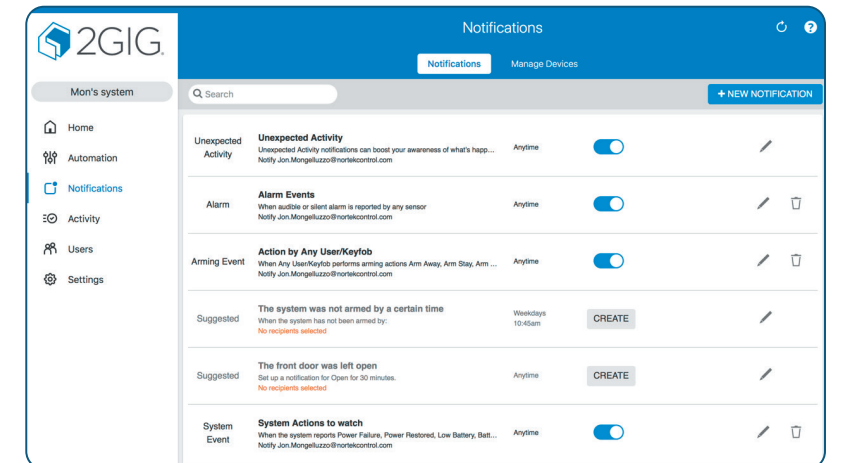 2GIG
Notifications
?
Notifications Manage Devices
Mon's system
Search
+ NEW NOTIFICATION
Home
Automation
Notifications
Activity
Users
Settings
Unexpected Activity
Unexpected Activity
Unexpected Activity notifications can boost your awareness of what's happ...
Notify Jon.Mongelluzzo@nortekcontrol.com
Anytime
Alarm
Alarm Events
When audible or silent alarm is reported by any sensor
Notify Jon.Mongelluzzo@nortekcontrol.com
Anytime
Arming Event
Action by Any User/Keyfob
When Any User/Keyfob performs arming actions Arm Away, Arm Stay, Arm ...
Notify Jon.Mongelluzzo@nortekcontrol.com
Anytime
Suggested
The system was not armed by a certain time
When the system has not been armed by:
No recipients selected
Weekdays
10:45am
CREATE
Suggested
The front door was left open
Set up a notification for Open for 30 minutes.
No recipients selected
Anytime
CREATE
System
Event
System Actions to watch
When the system reports Power Failure, Power Restored, Low Battery, Batt...
Notify Jon.Mongelluzzo@nortekcontrol.com
Anytime